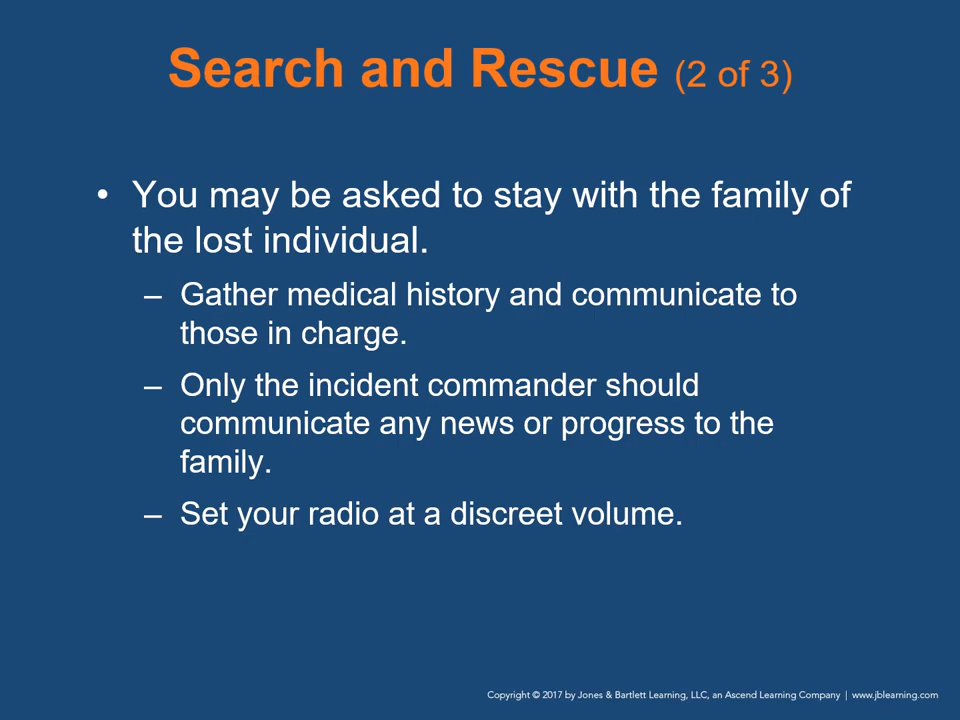 Search and Rescue (2 of 3)
• You may be asked to stay with the family of
the lost individual.
– Gather medical history and communicate to
those in charge.
– Only the incident commander should
communicate any news or progress to the
family.
– Set your radio at a discreet volume.
Copyright © 2017 by Jones & Bartlett Learning, LLC, an Ascend Learning Company | www.jblearning.com